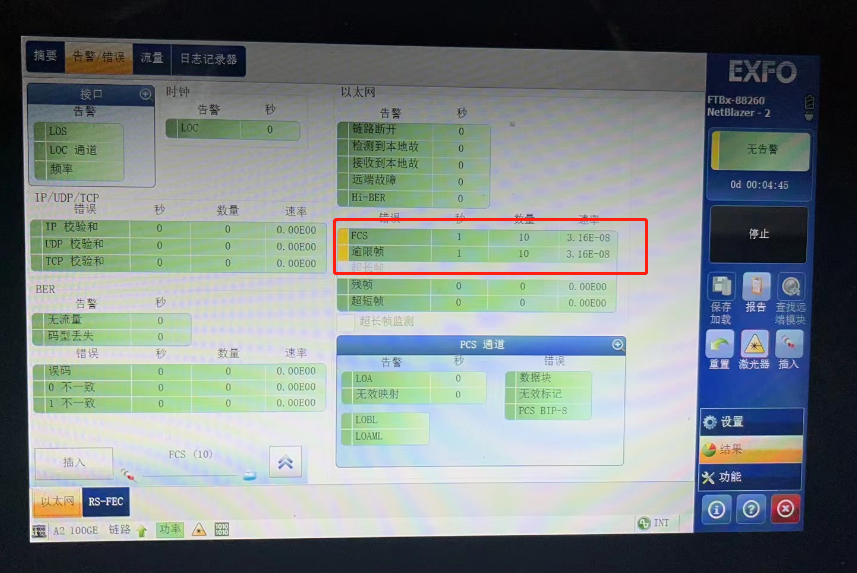 摘要 告警/错误 流量 日志记录器
接口
告警
LOS
LOC 通道
频率
时钟
告警 秒
LOC 0
IP/UDP/TCP
错误 秒 数量 速率
IP 校验和 0 0 0.00E00
UDP 校验和 0 0 0.00E00
TCP 校验和 0 0 0.00E00
BER
告警 秒
无流量 0
码型丢失 0
错误 秒 数量 速率
误码 0 0 0.00E00
0 不一致 0 0 0.00E00
1 不一致 0 0 0.00E00
插入 FCS (10)
以太网
告警 秒
链路断开 0
检测到本地故 0
接收到本地故 0
远端故障 0
Hi-BER 0
错误 秒 数量 速率
FCS 1 10 3.16E-08
逾限帧 1 10 3.16E-08
超长帧
残帧 0 0 0.00E00
超短帧 0 0 0.00E00
超长帧监测
PCS 通道
告警 秒 错误
LOA 0 数据块
无效映射 0 无效标记
PCS BIP-8
LOBL
LOAML
以太网 RS-FEC
A2 100GE 链路 功率
INT
EXFO
FTBx-88260
NetBlazer - 2
无告警
0d 00:04:45
停止
保存
加载
报告
查找远
端模块
重置 激光器 插入
设置
结果
功能